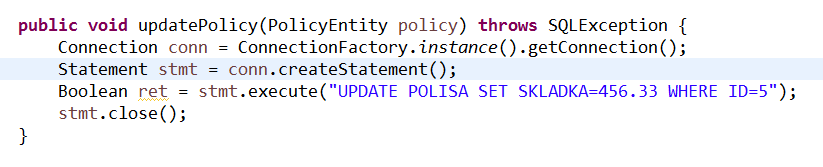 public void updatePolicy(PolicyEntity policy) throws SQLException {
    Connection conn = ConnectionFactory.instance().getConnection();
    Statement stmt = conn.createStatement();
    Boolean ret = stmt.execute("UPDATE POLISA SET SKLADKA=456.33 WHERE ID=5");
    stmt.close();
}